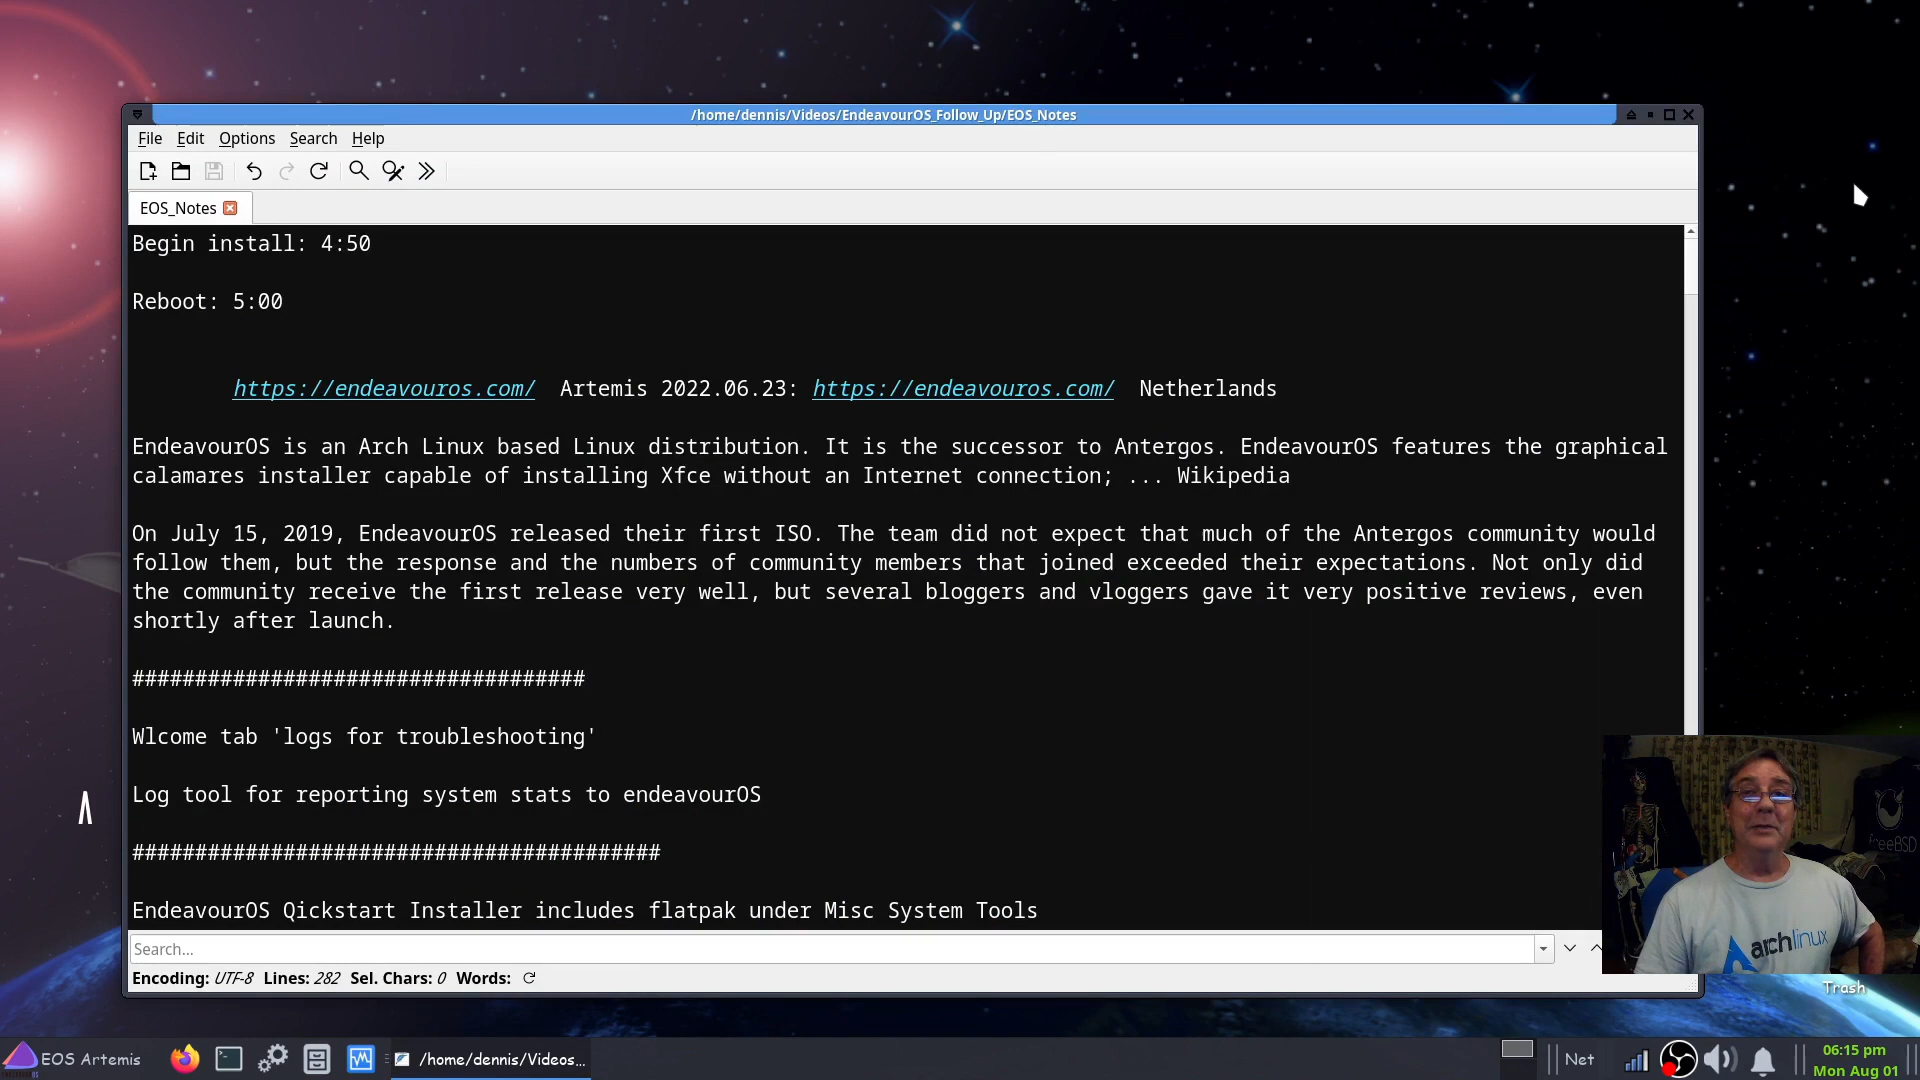 /home/dennis/Videos/EndeavourOS_Follow_Up/EOS_Notes
File Edit Options Search Help
EOS_Notes
Begin install: 4:50
Reboot: 5:00
https://endeavouros.com/ Artemis 2022.06.23: https://endeavouros.com/ Netherlands
EndeavourOS is an Arch Linux based Linux distribution. It is the successor to Antergos. EndeavourOS features the graphical
calamares installer capable of installing Xfce without an Internet connection; ... Wikipedia
On July 15, 2019, EndeavourOS released their first ISO. The team did not expect that much of the Antergos community would
follow them, but the response and the numbers of community members that joined exceeded their expectations. Not only did
the community receive the first release very well, but several bloggers and vloggers gave it very positive reviews, even
shortly after launch.
####################################
Wlcome tab 'logs for troubleshooting'
Log tool for reporting system stats to endeavourOS
##########################################
EndeavourOS Qickstart Installer includes flatpak under Misc System Tools
Search...
Encoding: UTF-8 Lines: 282 Sel. Chars: 0 Words:
freeBSD
archlinux
Trash
EOS Artemis
/home/dennis/Videos...
Net
06:15 pm
Mon Aug 01